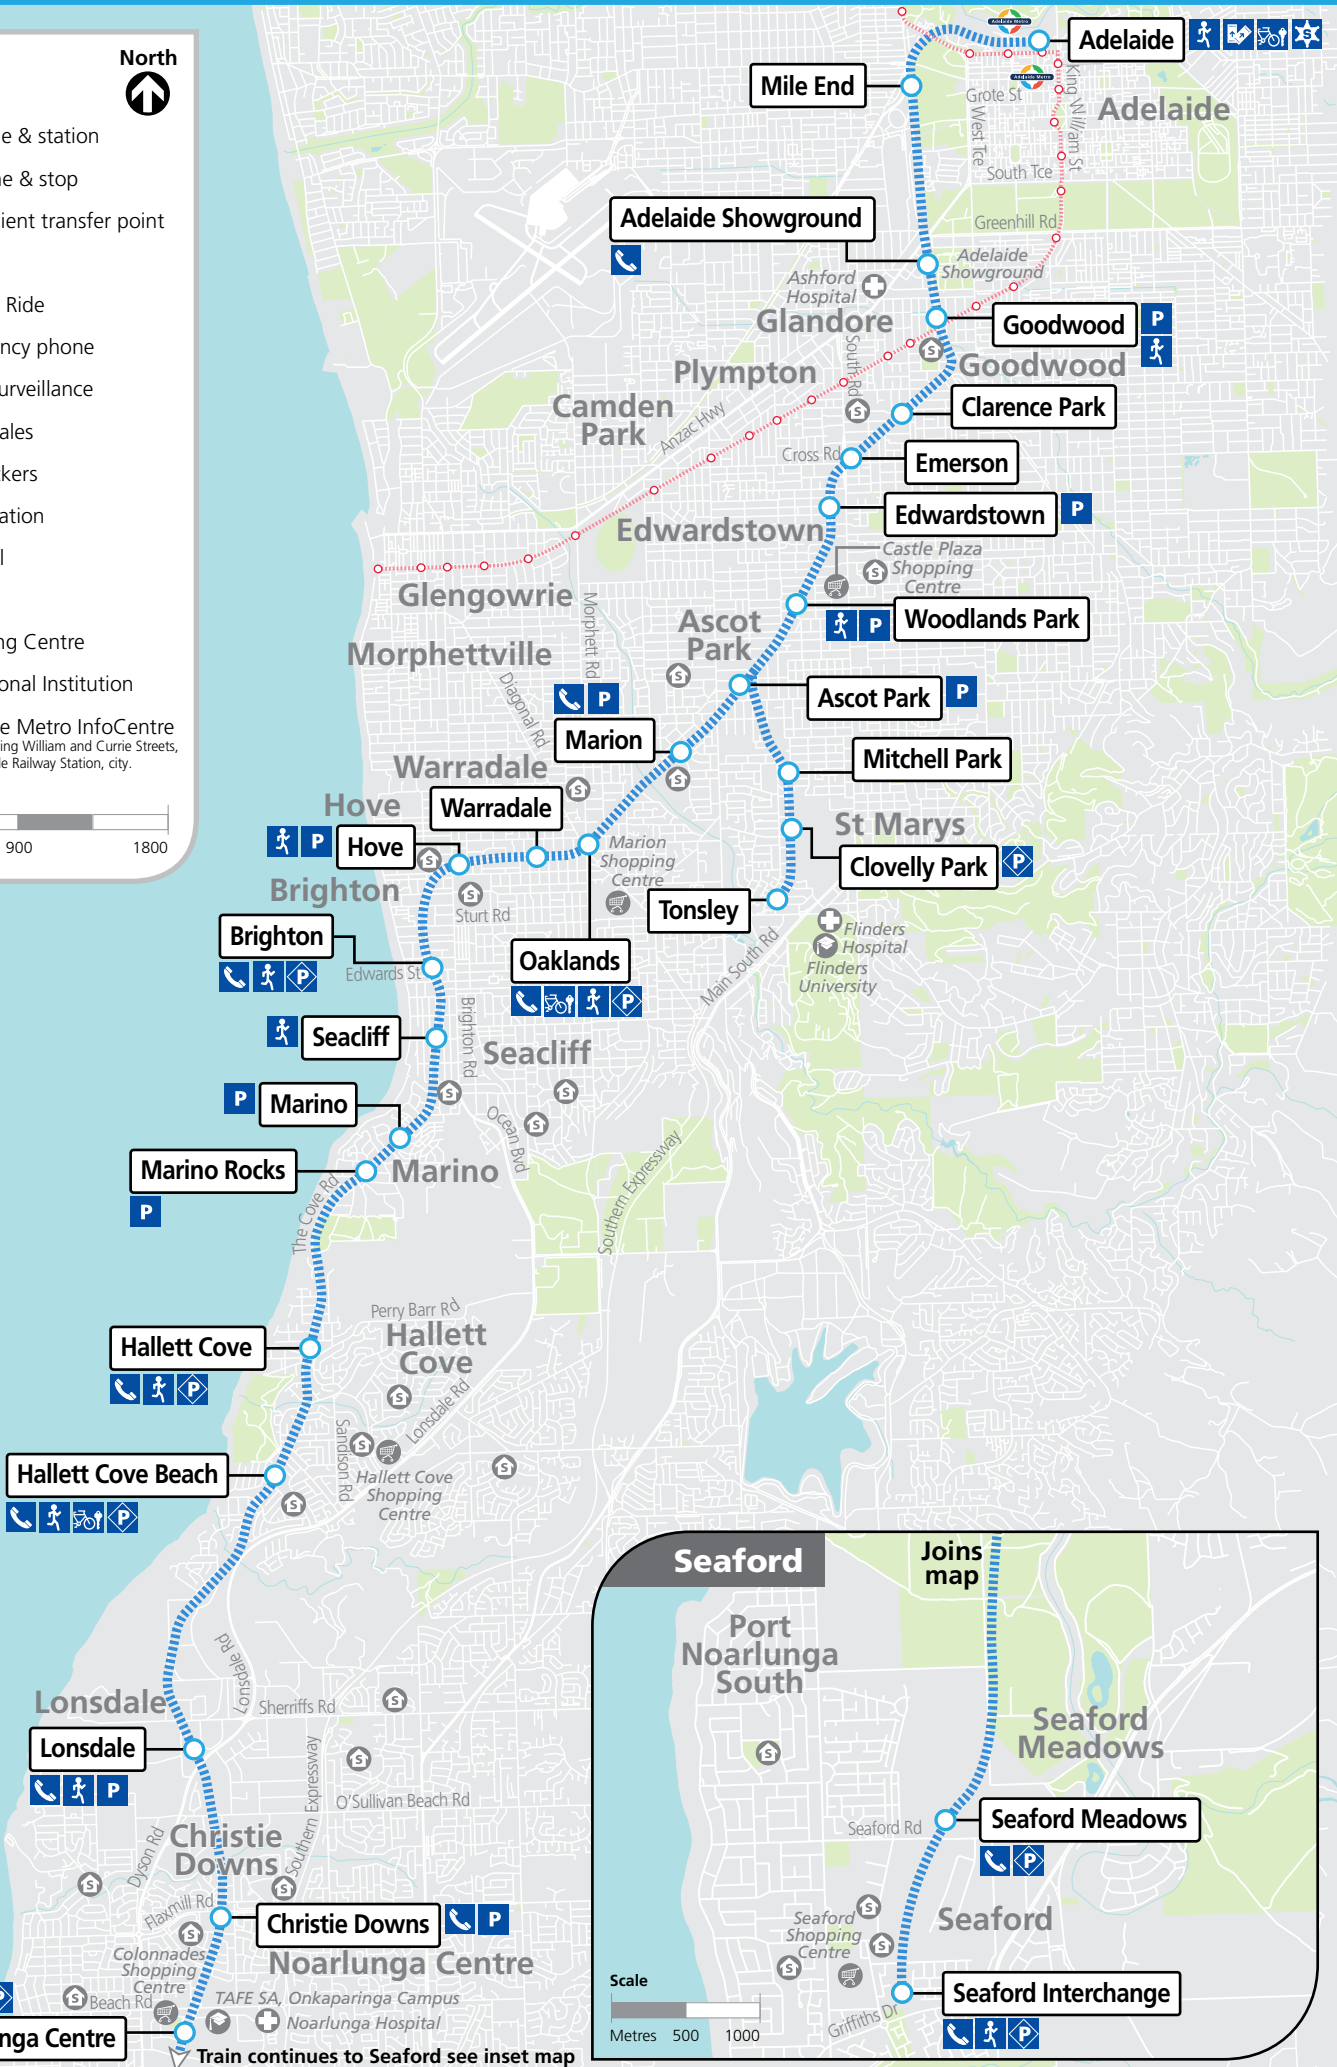 North
e & station
e & stop
ient transfer point
Ride
ncy phone
urveillance
ales
kers
ation
l
ng Centre
onal Institution
e Metro InfoCentre
ing William and Currie Streets,
le Railway Station, city.
900 1800
Adelaide Metro
Adelaide
S
Mile End
Adelaide Metro
Grote St
West Tce
King William St
Adelaide
South Tce
Adelaide Showground
Greenhill Rd
Adelaide
Showground
Ashford
Hospital
Glandore
Goodwood
P
South Rd
Goodwood
Plympton
Camden
Park
Anzac Hwy
Clarence Park
Cross Rd
Emerson
Edwardstown
Edwardstown
P
Castle Plaza
Shopping
Centre
Glengowrie
Morphett Rd
Ascot
Park
P
Woodlands Park
Morphettville
Diagonal Rd
P
Ascot Park
P
Marion
Mitchell Park
Warradale
Hove
Warradale
St Marys
P
Hove
Marion
Shopping
Centre
Clovelly Park
P
Brighton
Sturt Rd
Tonsley
Brighton
P
Edwards St
Oaklands
P
Main South Rd
Flinders
Hospital
Flinders
University
Brighton Rd
Seacliff
Seacliff
P
Marino
Ocean Bvd
Marino Rocks
P
Marino
The Cove Rd
Southern Expressway
Perry Barr Rd
Hallett
Cove
Hallett Cove
P
Lonsdale Rd
Sandison Rd
Hallett Cove Beach
P
Hallett Cove
Shopping
Centre
Lonsdale Rd
Sherriffs Rd
Lonsdale
Lonsdale
P
Southern Expressway
O'Sullivan Beach Rd
Dyson Rd
Christie
Downs
Flaxmill Rd
Christie Downs
P
Noarlunga Centre
Colonnades
Shopping
Centre
Beach Rd
TAFE SA, Onkaparinga Campus
Noarlunga Hospital
P
nga Centre
Train continues to Seaford see inset map
Seaford
Joins
map
Port
Noarlunga
South
Seaford
Meadows
Seaford Rd
Seaford Meadows
P
Seaford
Seaford
Shopping
Centre
Seaford Interchange
P
Griffiths Dr
Scale
Metres 500 1000